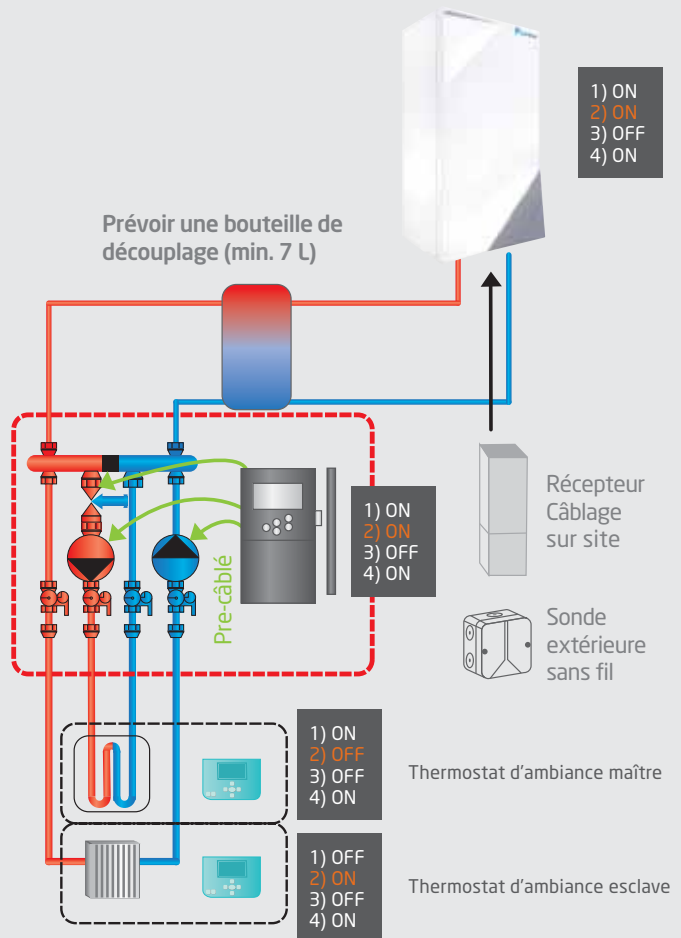 1) ON
2) ON
3) OFF
4) ON
Prévoir une bouteille de
découplage (min. 7 L)
Pre-câblé
1) ON
2) ON
3) OFF
4) ON
Récepteur
Câblage
sur site
Sonde
extérieure
sans fil
1) ON
2) OFF
3) OFF
4) ON
Thermostat d'ambiance maître
1) OFF
2) ON
3) OFF
4) ON
Thermostat d'ambiance esclave